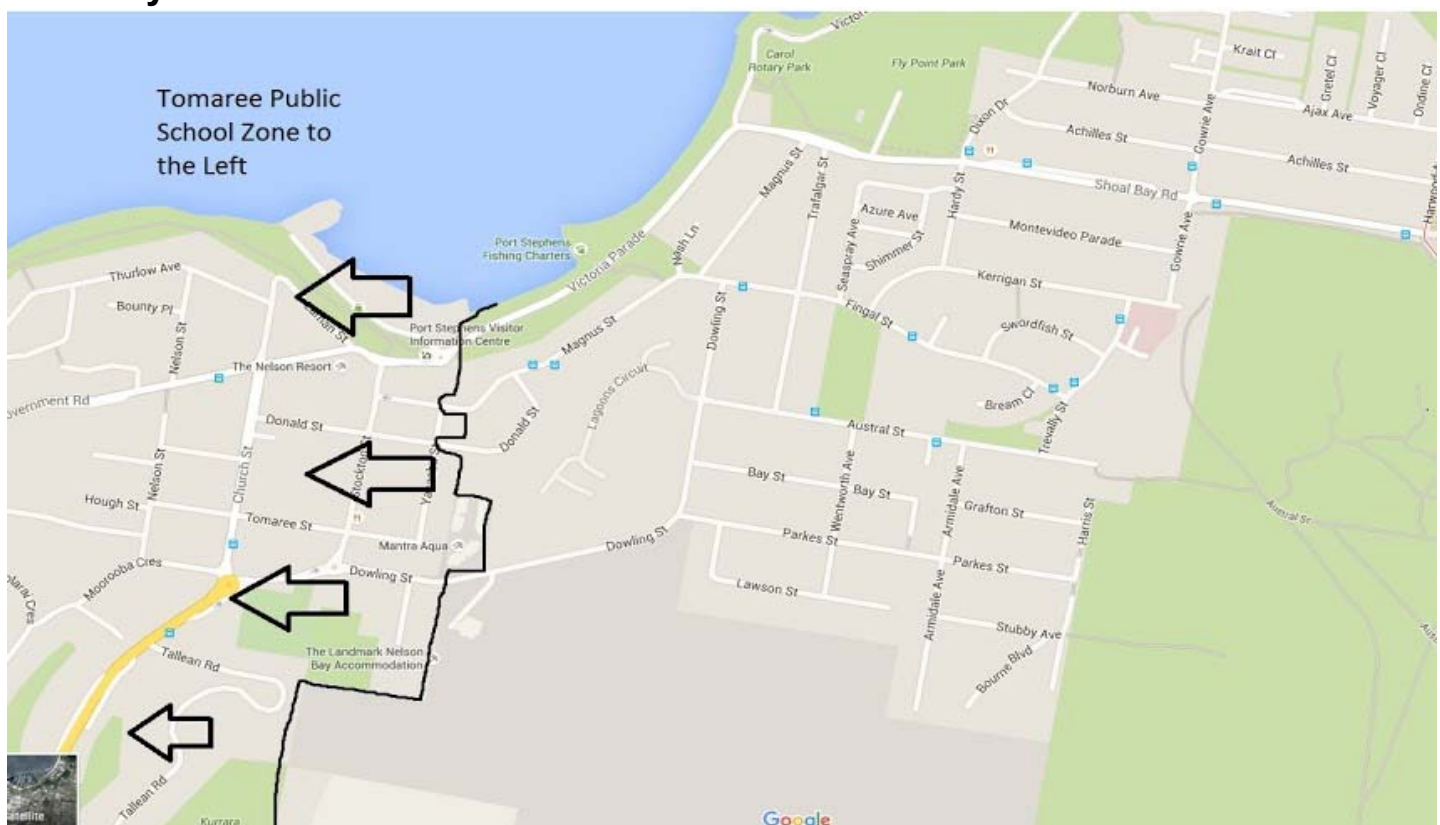 Tomaree Public
School Zone to
the Left
Carol
Rotary Park
Fly Point Park
Krait Cl
Gretel Cl
Voyager Cl
Ondine Cl
Norburn Ave
Ajax Ave
Dixon Dr
Achilles St
Achilles St
Gowrie Ave
Shoal Bay Rd
Magnus St
Trafalgar St
Hardy St
Azure Ave
Seaspray Ave
Shimmer St
Montevideo Parade
Gowrie Ave
Kerrigan St
Port Stephens
Fishing Charters
Victoria Parade
Nash Ln
Thurlow Ave
Bounty Pl
Nelson St
Port Stephens Visitor
Information Centre
Magnus St
Dowling St
Fingal St
Swordfish St
The Nelson Resort
Lagoons Circuit
Bream Cl
Trevally St
Donald St
Donald St
Austral St
Church St
Stockton St
Nelson St
Hough St
Tomaree St
Bay St
Bay St
Wentworth Ave
Armidale Ave
Grafton St
Harris St
Austral St
Mantra Aqua
Dowling St
Parkes St
Parkes St
Moorooba Cres
Dowling St
Lawson St
Armidale Ave
Stubby Ave
Bourne Blvd
The Landmark Nelson
Bay Accommodation
Tallean Rd
Tallean Rd
Kurrara
Google